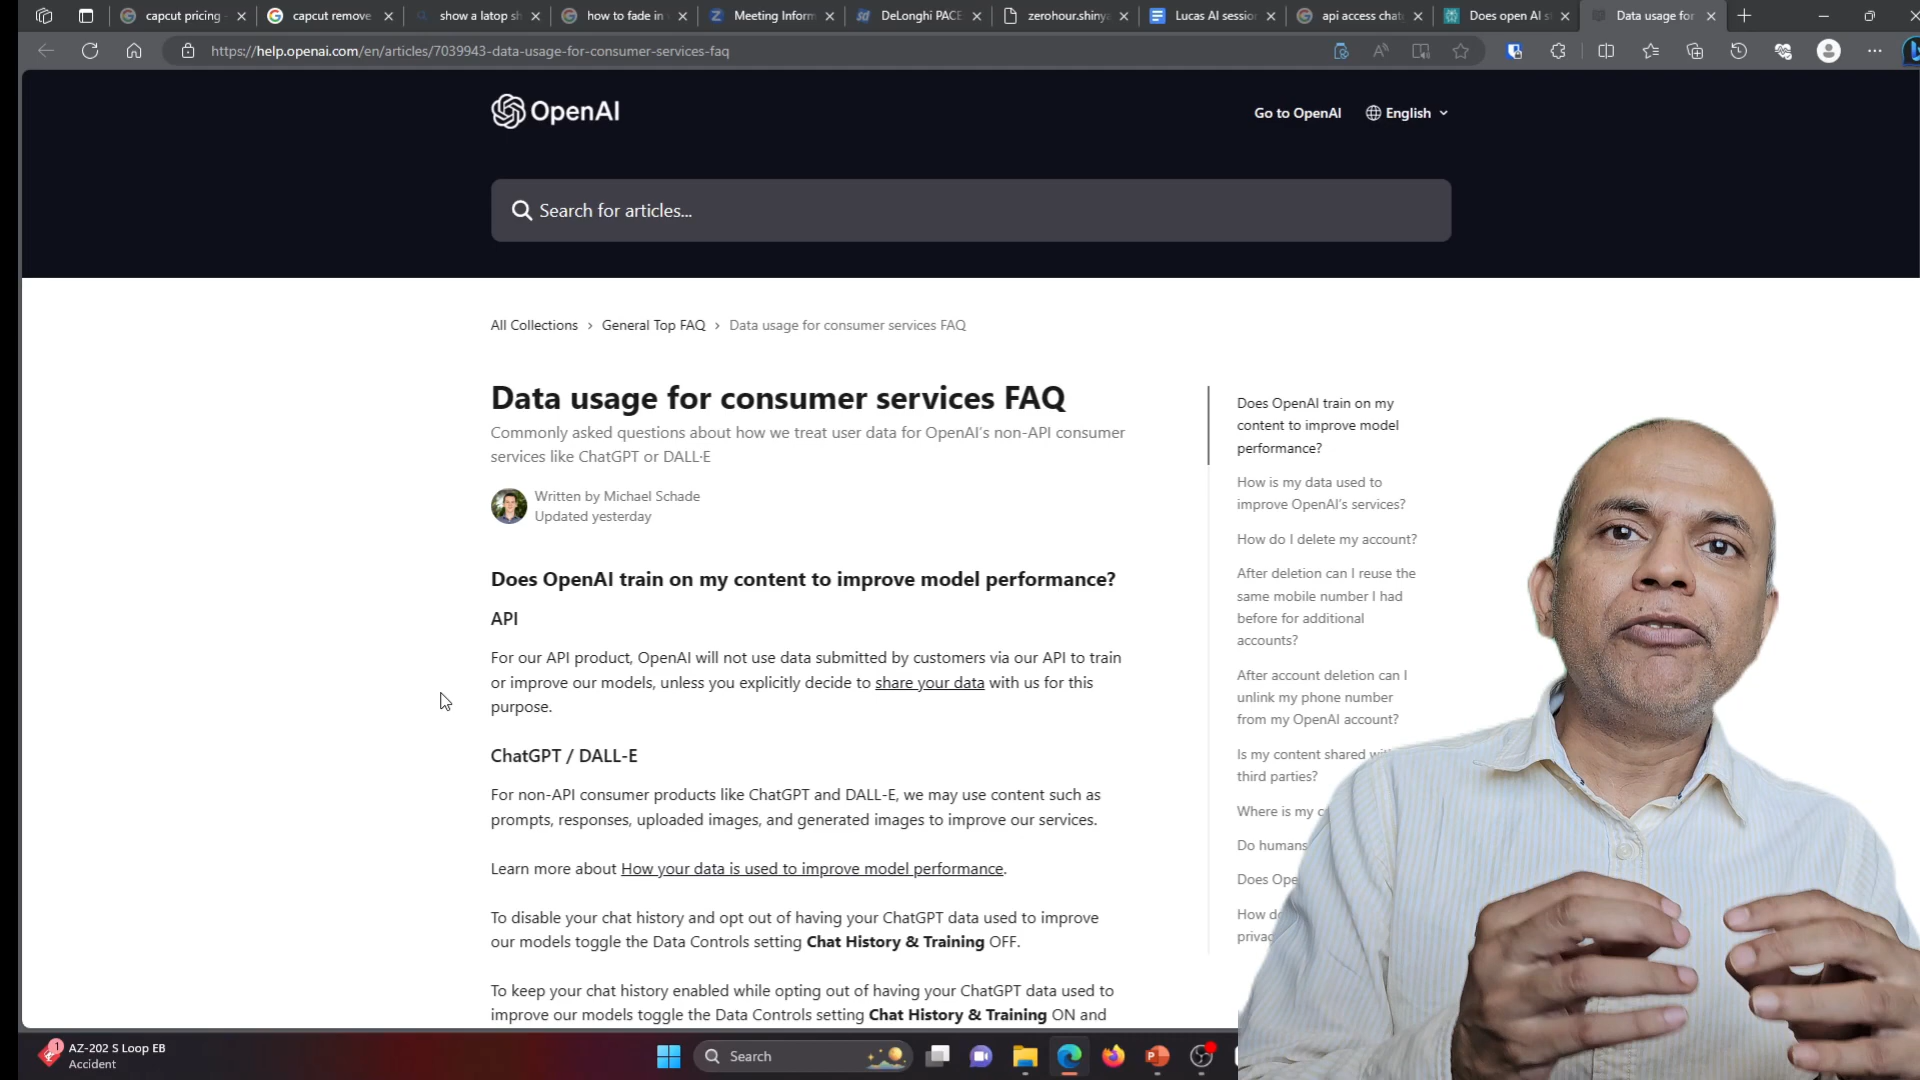 capcut pricing
capcut remove
show a latop sh
how to fade in
Meeting Inform
DeLonghi PACE
zerohour.shinya
Lucas AI sessio
api access chat
Does open AI s
Data usage for
https://help.openai.com/en/articles/7039943-data-usage-for-consumer-services-faq
OpenAI
Go to OpenAI
English
Search for articles...
All Collections > General Top FAQ > Data usage for consumer services FAQ
Data usage for consumer services FAQ
Commonly asked questions about how we treat user data for OpenAI's non-API consumer
services like ChatGPT or DALL·E
Written by Michael Schade
Updated yesterday
Does OpenAI train on my content to improve model performance?
API
For our API product, OpenAI will not use data submitted by customers via our API to train
or improve our models, unless you explicitly decide to share your data with us for this
purpose.
ChatGPT / DALL-E
For non-API consumer products like ChatGPT and DALL-E, we may use content such as
prompts, responses, uploaded images, and generated images to improve our services.
Learn more about How your data is used to improve model performance.
To disable your chat history and opt out of having your ChatGPT data used to improve
our models toggle the Data Controls setting Chat History & Training OFF.
To keep your chat history enabled while opting out of having your ChatGPT data used to
improve our models toggle the Data Controls setting Chat History & Training ON and
Does OpenAI train on my
content to improve model
performance?
How is my data used to
improve OpenAI's services?
How do I delete my account?
After deletion can I reuse the
same mobile number I had
before for additional
accounts?
After account deletion can I
unlink my phone number
from my OpenAI account?
Is my content shared wit
third parties?
Where is my c
Do humans
Does Ope
How do
privac
1
AZ-202 S Loop EB
Accident
Search